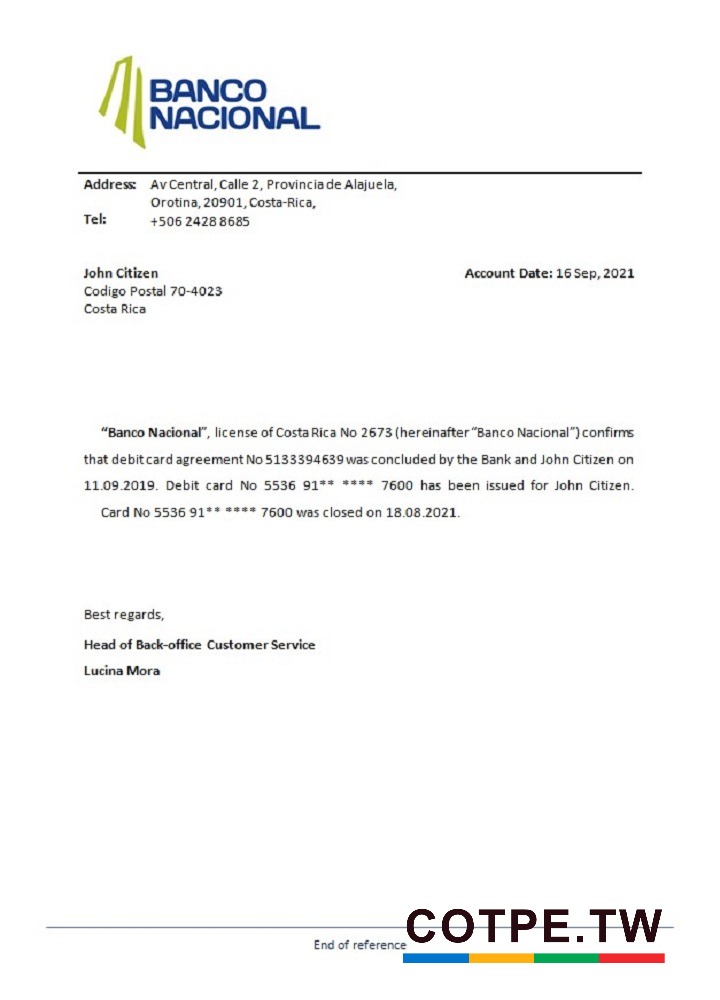 BANCO
NACIONAL
Address: Av Central, Calle 2, Provincia de Alajuela,
Orotina, 20901, Costa-Rica,
Tel: +506 2428 8685
John Citizen Account Date: 16 Sep, 2021
Codigo Postal 70-4023
Costa Rica
“Banco Nacional”, license of Costa Rica No 2673 (hereinafter “Banco Nacional”) confirms
that debit card agreement No 5133394639 was concluded by the Bank and John Citizen on
11.09.2019. Debit card No 5536 91** **** 7600 has been issued for John Citizen.
Card No 5536 91** **** 7600 was closed on 18.08.2021.
Best regards,
Head of Back-office Customer Service
Lucina Mora
End of reference
COTPE.TW